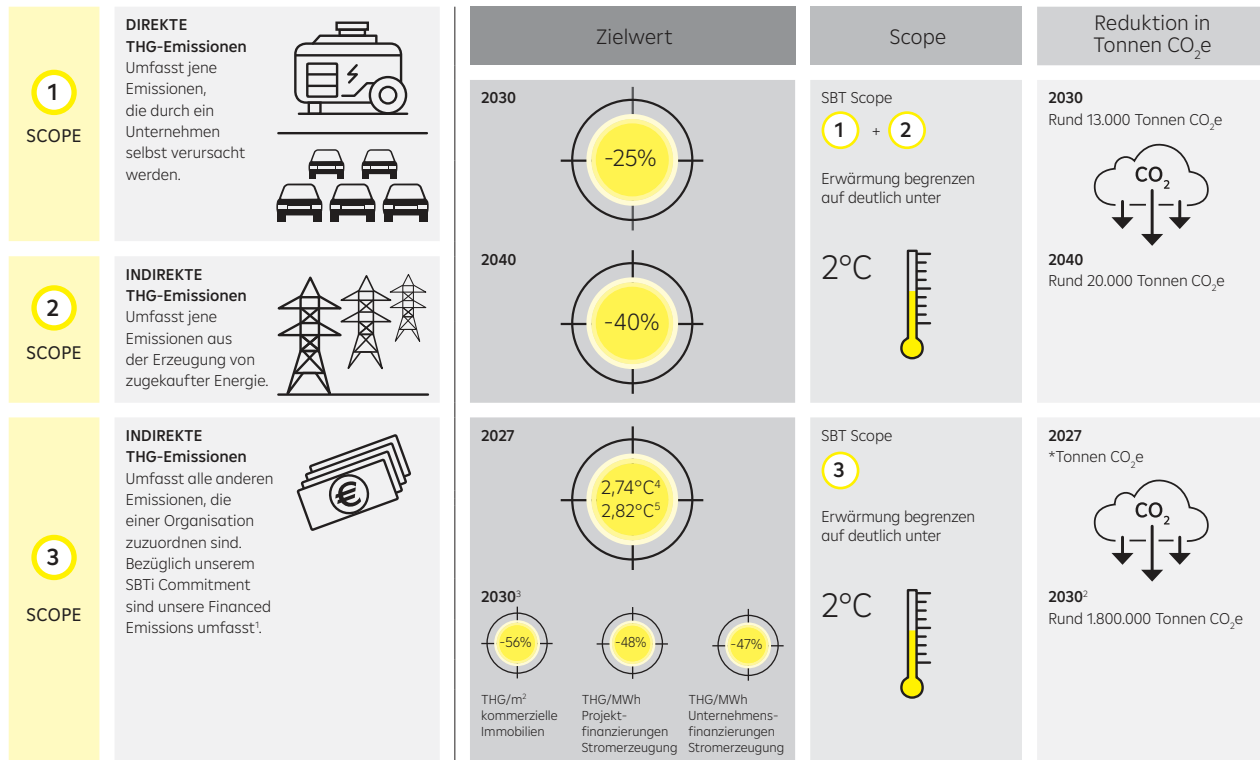 1
SCOPE
DIREKTE
THG-Emissionen
Umfasst jene
Emissionen,
die durch ein
Unternehmen
selbst verursacht
werden.
2
SCOPE
INDIREKTE
THG-Emissionen
Umfasst jene
Emissionen aus
der Erzeugung von
zugekaufter Energie.
3
SCOPE
INDIREKTE
THG-Emissionen
Umfasst alle anderen
Emissionen, die
einer Organisation
zuzuordnen sind.
Bezüglich unserem
SBTi Commitment
sind unsere Financed
Emissions umfasst¹.
€
Zielwert
Scope
Reduktion in
Tonnen CO₂e
2030
-25%
2040
-40%
SBT Scope
1 + 2
Erwärmung begrenzen
auf deutlich unter
2°C
2030
Rund 13.000 Tonnen CO₂e
CO₂
2040
Rund 20.000 Tonnen CO₂e
2027
2,74°C⁴
2,82°C⁵
2030³
-56%
-48%
-47%
THG/m²
kommerzielle
Immobilien
THG/MWh
Projekt-
finanzierungen
Stromerzeugung
THG/MWh
Unternehmens-
finanzierungen
Stromerzeugung
SBT Scope
3
Erwärmung begrenzen
auf deutlich unter
2°C
2027
*Tonnen CO₂e
CO₂
2030²
Rund 1.800.000 Tonnen CO₂e